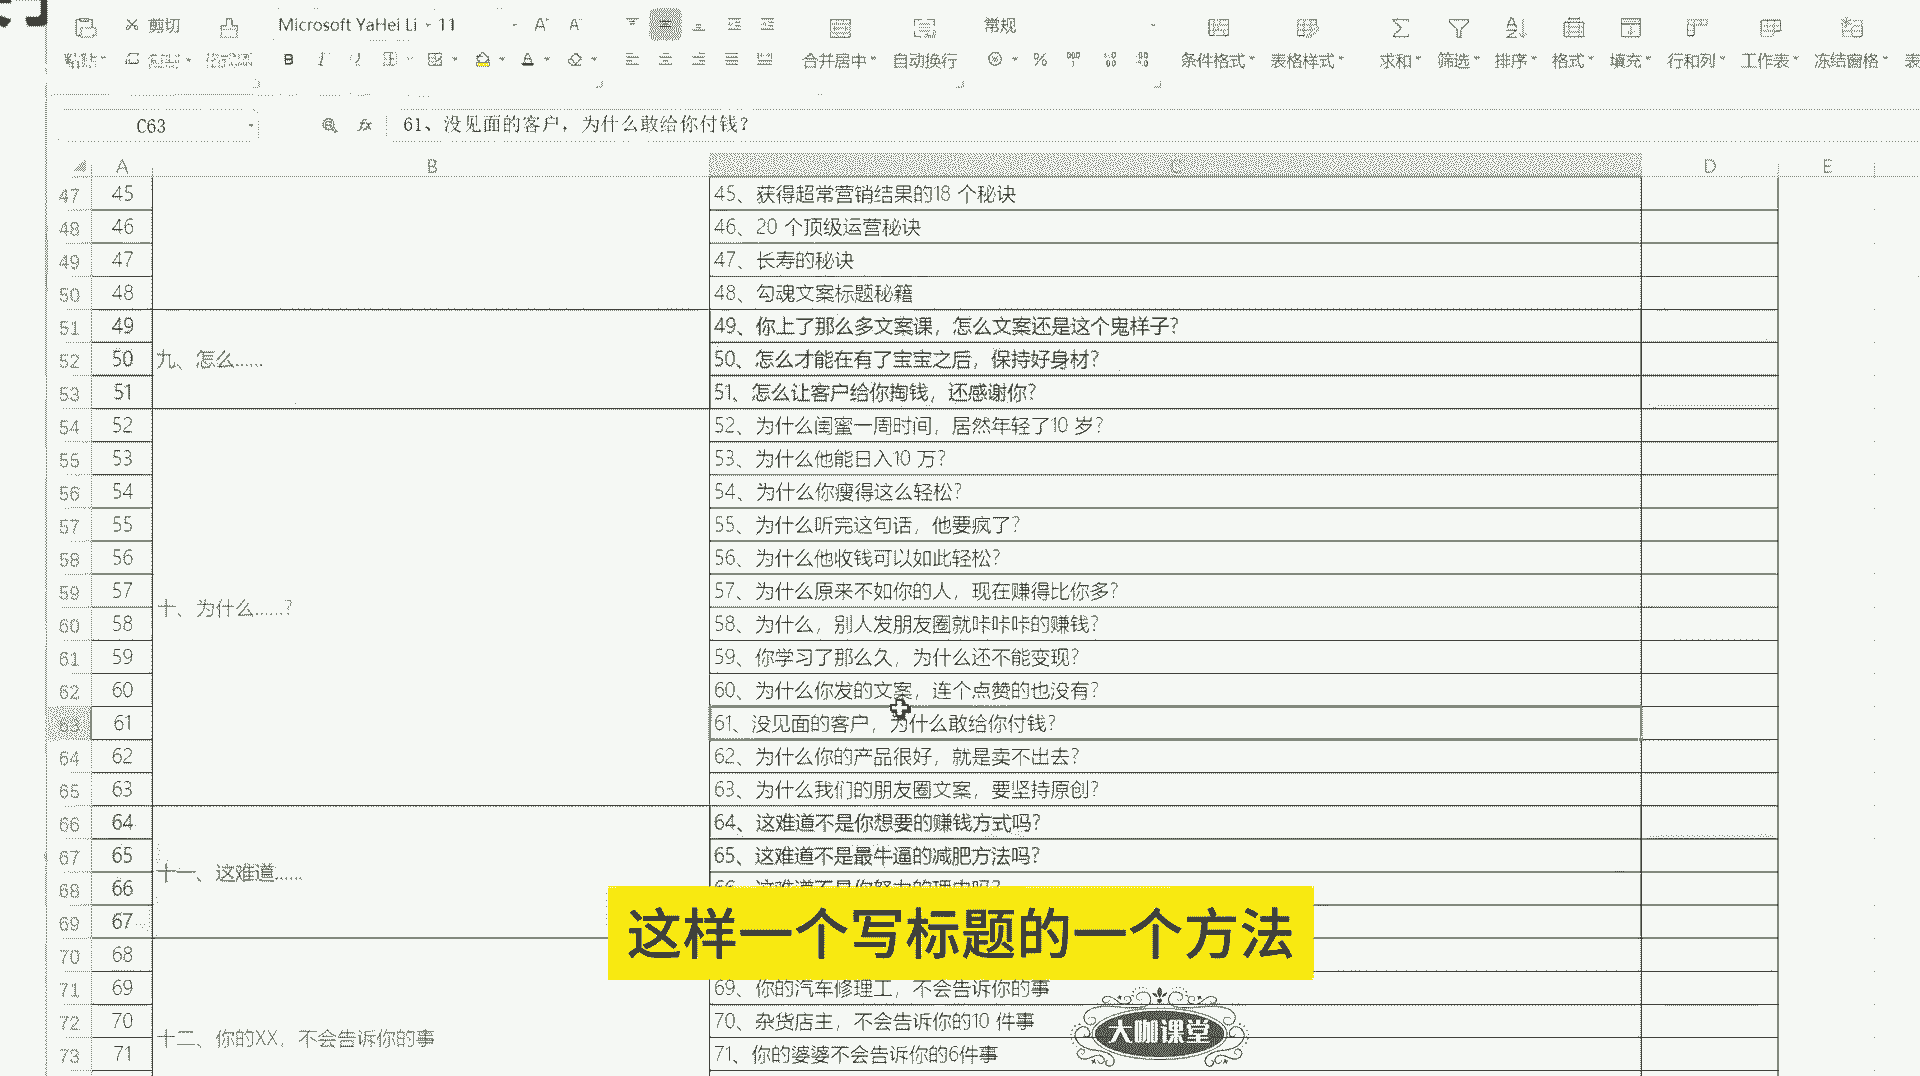 剪切
Microsoft YaHei Li 11 A⁺ A⁻ 常规
粘贴 B I U A 合并居中 自动换行 % 条件格式 表格样式 求和 筛选 排序 格式 填充 行和列 工作表 冻结窗格 表
C63 fx 61、没见面的客户，为什么敢给你付钱？
A B C D E
47 45 45、获得超常营销结果的18 个秘诀
48 46 46、20 个顶级运营秘诀
49 47 47、长寿的秘诀
50 48 48、勾魂文案标题秘籍
51 49 49、你上了那么多文案课，怎么文案还是这个鬼样子？
52 50 九、怎么...... 50、怎么才能在有了宝宝之后，保持好身材？
53 51 51、怎么让客户给你掏钱，还感谢你？
54 52 52、为什么闺蜜一周时间，居然年轻了10 岁？
55 53 53、为什么他能日入10 万？
56 54 54、为什么你瘦得这么轻松？
57 55 55、为什么听完这句话，他要疯了？
58 56 56、为什么他收钱可以如此轻松？
59 57 57、为什么原来不如你的人，现在赚得比你多？
十、为什么......？
60 58 58、为什么，别人发朋友圈就咔咔咔的赚钱？
61 59 59、你学习了那么久，为什么还不能变现？
62 60 60、为什么你发的文案，连个点赞的也没有？
63 61 61、没见面的客户，为什么敢给你付钱？
64 62 62、为什么你的产品很好，就是卖不出去？
65 63 63、为什么我们的朋友圈文案，要坚持原创？
66 64 64、这难道不是你想要的赚钱方式吗？
67 65 65、这难道不是最牛逼的减肥方法吗？
十一、这难道......
68 66 66、这难道不是你努力的理由吗？
69 67
这样一个写标题的一个方法
70 68
71 69 69、你的汽车修理工，不会告诉你的事
72 70 70、杂货店主，不会告诉你的10 件事
十二、你的XX，不会告诉你的事
73 71 71、你的婆婆不会告诉你的6件事
大咖课堂